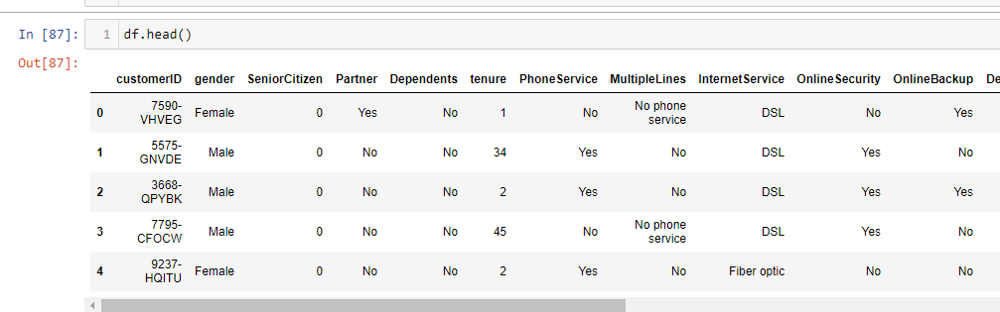 In [87]: 1 df.head()
Out[87]:
customerID gender SeniorCitizen Partner Dependents tenure PhoneService MultipleLines InternetService OnlineSecurity OnlineBackup De
0 7590-VHVEG Female 0 Yes No 1 No No phone service DSL No Yes
1 5575-GNVDE Male 0 No No 34 Yes No DSL Yes No
2 3668-QPYBK Male 0 No No 2 Yes No DSL Yes Yes
3 7795-CFOCW Male 0 No No 45 No No phone service DSL Yes No
4 9237-HQITU Female 0 No No 2 Yes No Fiber optic No No